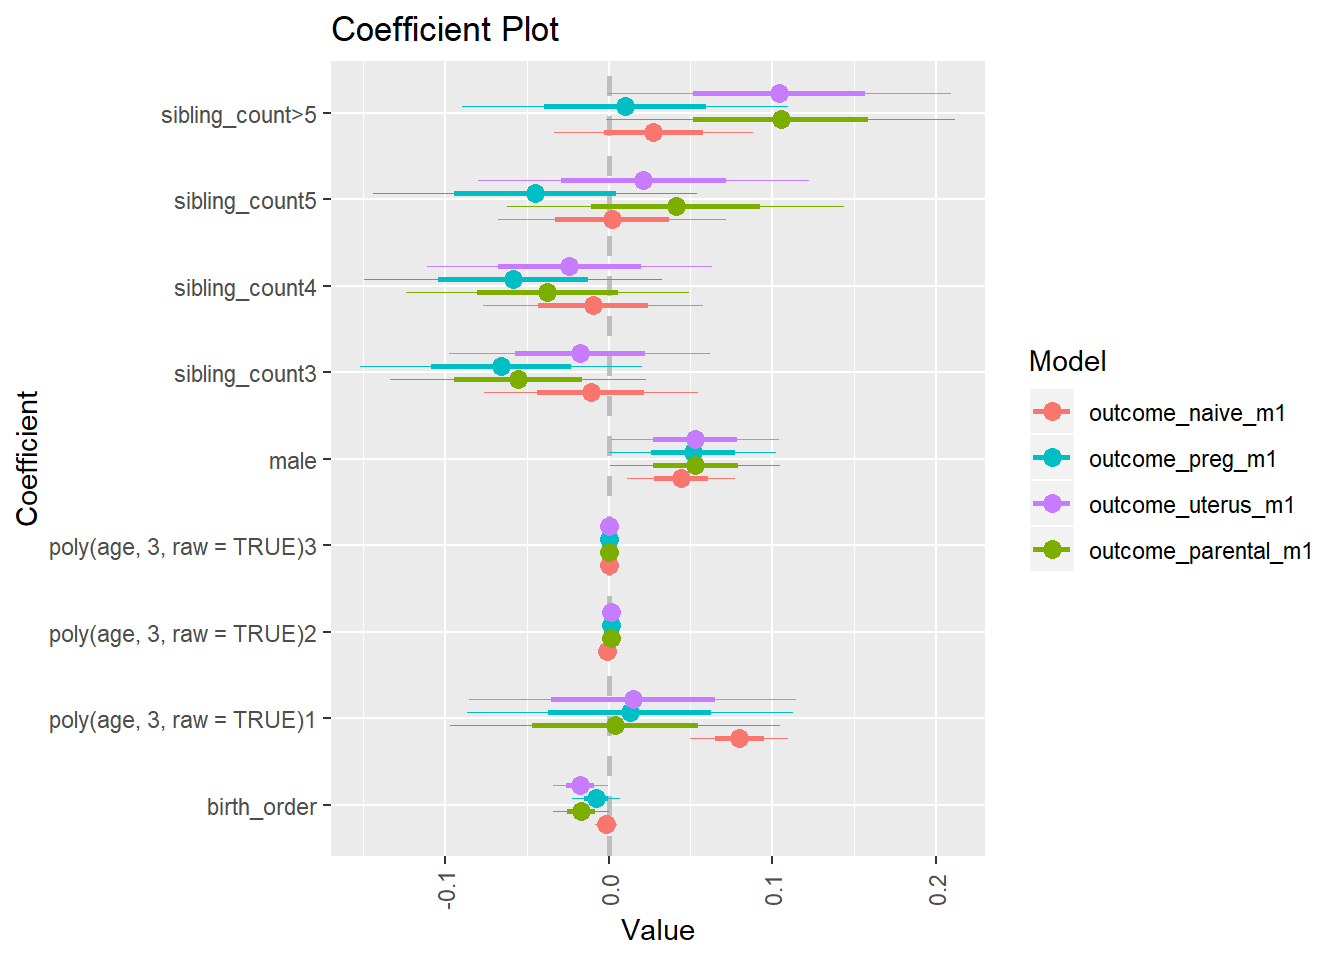 Coefficient Plot
sibling_count>5
sibling_count5
sibling_count4
sibling_count3
male
poly(age, 3, raw = TRUE)3
poly(age, 3, raw = TRUE)2
poly(age, 3, raw = TRUE)1
birth_order
Coefficient
-0.1
0.0
0.1
0.2
Value
Model
outcome_naive_m1
outcome_preg_m1
outcome_uterus_m1
outcome_parental_m1